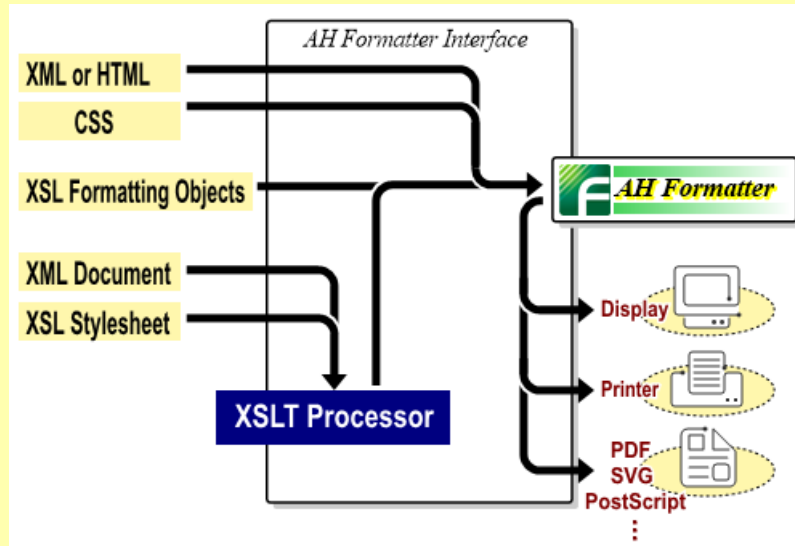 AH Formatter Interface
XML or HTML
CSS
XSL Formatting Objects
AH Formatter
XML Document
XSL Stylesheet
XSLT Processor
Display
Printer
PDF
SVG
PostScript
⋮